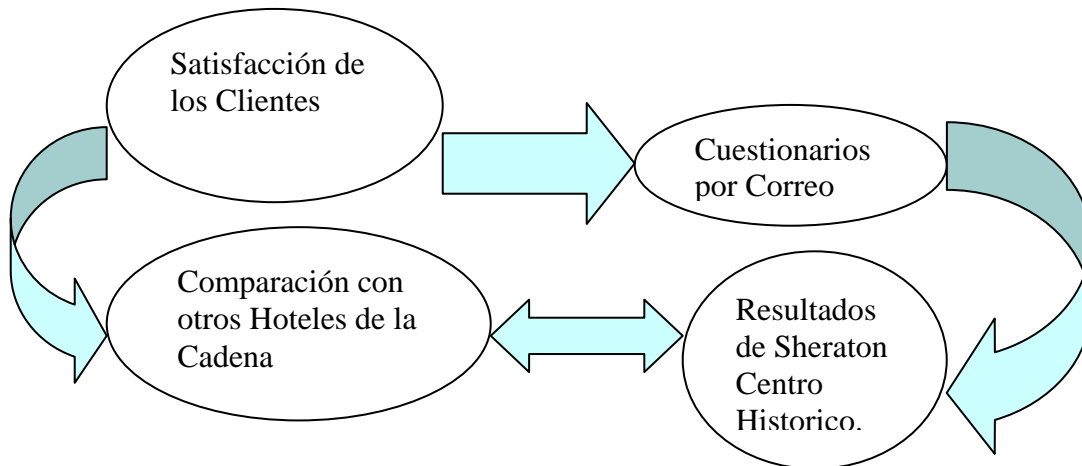 Satisfacción de
los Clientes
Cuestionarios
por Correo
Comparación con
otros Hoteles de la
Cadena
Resultados
de Sheraton
Centro
Historico.